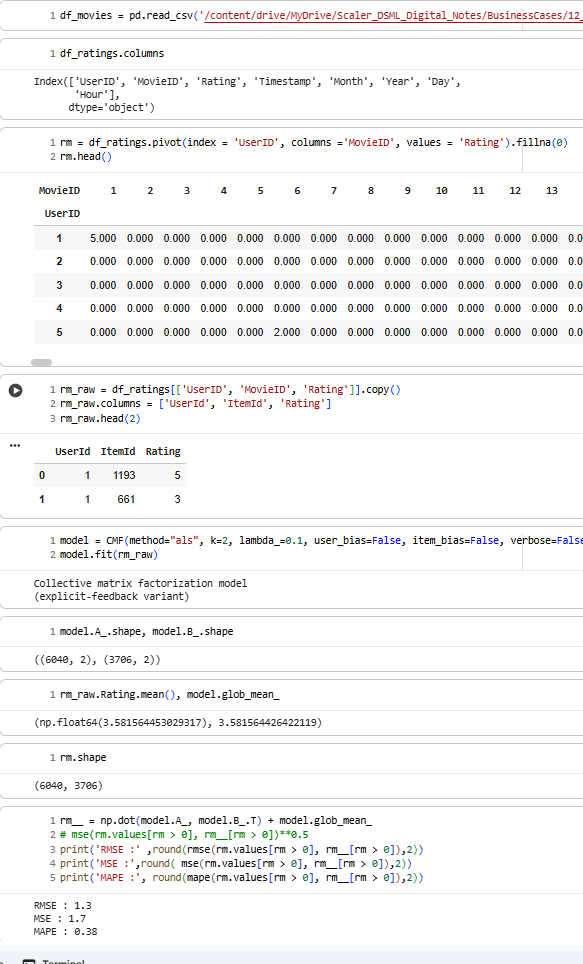 1 df_movies = pd.read_csv('/content/drive/MyDrive/Scaler_DSML_Digital_Notes/BusinessCases/12_
1 df_ratings.columns
Index(['UserID', 'MovieID', 'Rating', 'Timestamp', 'Month', 'Year', 'Day',
'Hour'],
dtype='object')
1 rm = df_ratings.pivot(index = 'UserID', columns ='MovieID', values = 'Rating').fillna(0)
2 rm.head()
MovieID 1 2 3 4 5 6 7 8 9 10 11 12 13
UserID
1 5.000 0.000 0.000 0.000 0.000 0.000 0.000 0.000 0.000 0.000 0.000 0.000 0.000 0.0
2 0.000 0.000 0.000 0.000 0.000 0.000 0.000 0.000 0.000 0.000 0.000 0.000 0.000 0.0
3 0.000 0.000 0.000 0.000 0.000 0.000 0.000 0.000 0.000 0.000 0.000 0.000 0.000 0.0
4 0.000 0.000 0.000 0.000 0.000 0.000 0.000 0.000 0.000 0.000 0.000 0.000 0.000 0.0
5 0.000 0.000 0.000 0.000 0.000 2.000 0.000 0.000 0.000 0.000 0.000 0.000 0.000 0.0
1 rm_raw = df_ratings[['UserID', 'MovieID', 'Rating']].copy()
2 rm_raw.columns = ['UserId', 'ItemId', 'Rating']
3 rm_raw.head(2)
UserId ItemId Rating
0 1 1193 5
1 1 661 3
1 model = CMF(method="als", k=2, lambda_=0.1, user_bias=False, item_bias=False, verbose=False
2 model.fit(rm_raw)
Collective matrix factorization model
(explicit-feedback variant)
1 model.A_.shape, model.B_.shape
((6040, 2), (3706, 2))
1 rm_raw.Rating.mean(), model.glob_mean_
(np.float64(3.581564453029317), 3.581564426422119)
1 rm.shape
(6040, 3706)
1 rm__ = np.dot(model.A_, model.B_.T) + model.glob_mean_
2 # mse(rm.values[rm > 0], rm__[rm > 0])**0.5
3 print('RMSE :' ,round(rmse(rm.values[rm > 0], rm__[rm > 0]),2))
4 print('MSE :',round( mse(rm.values[rm > 0], rm__[rm > 0]),2))
5 print('MAPE :', round(mape(rm.values[rm > 0], rm__[rm > 0]),2))
RMSE : 1.3
MSE : 1.7
MAPE : 0.38
Terminal